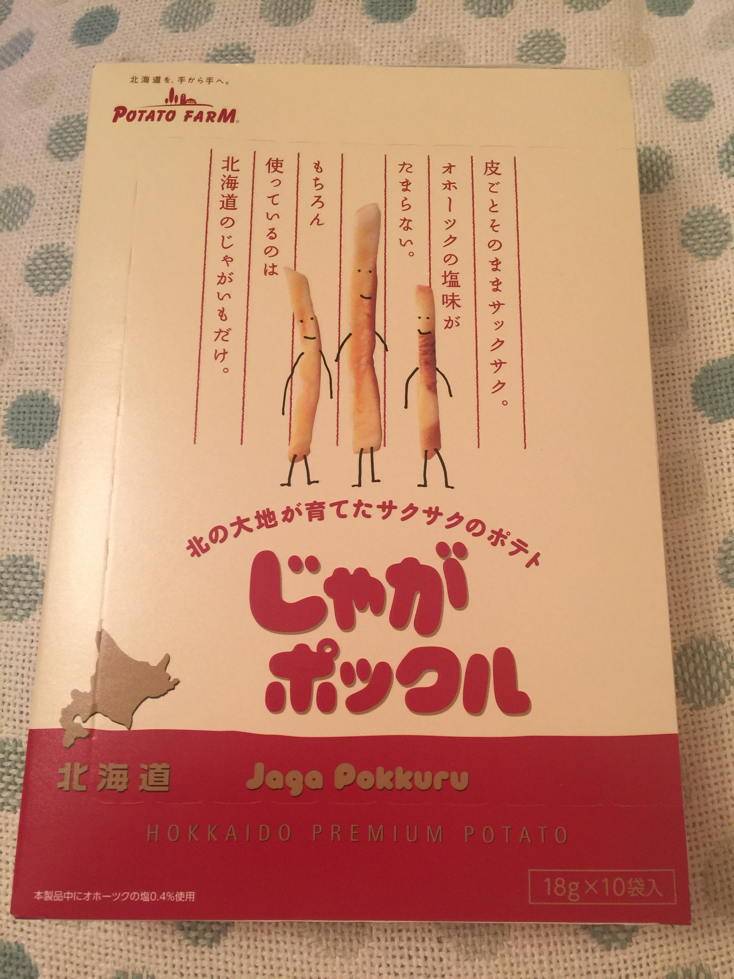 北海道を、手から手へ。
POTATO FARM®
皮ごとそのままサックサク。
オホーツクの塩味が
たまらない。
もちろん
使っているのは
北海道のじゃがいもだけ。
北の大地が育てたサクサクのポテト
じゃが
ポックル
北海道
Jaga Pokkuru
HOKKAIDO PREMIUM POTATO
18g×10袋入
本製品中にオホーツクの塩0.4%使用